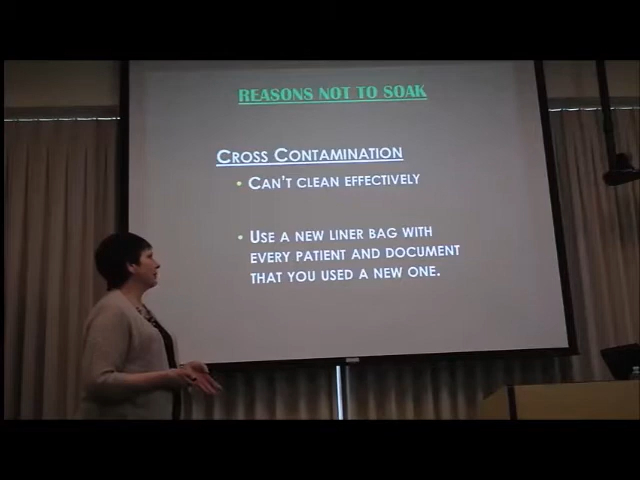 REASONS NOT TO SOAK
CROSS CONTAMINATION
• CAN'T CLEAN EFFECTIVELY
• USE A NEW LINER BAG WITH
EVERY PATIENT AND DOCUMENT
THAT YOU USED A NEW ONE.